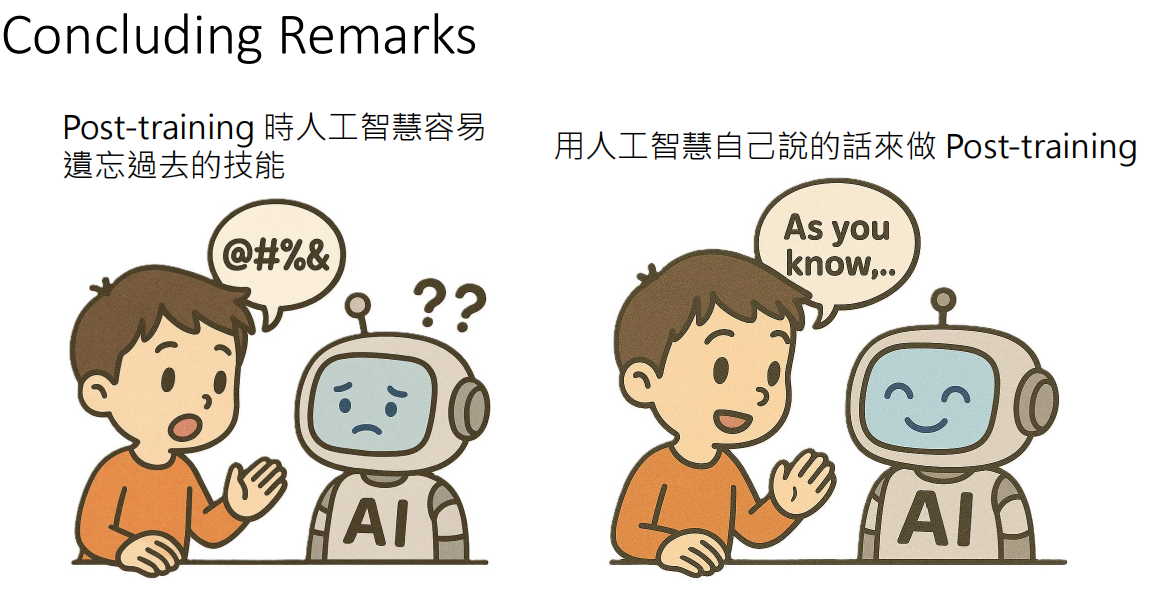 Concluding Remarks
Post-training 時人工智慧容易
遺忘過去的技能
@#%&
??
AI
用人工智慧自己說的話來做 Post-training
As you
know,..
AI